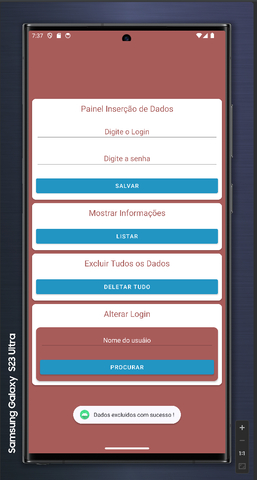 7:37
Painel Inserção de Dados
Digite o Login
Digite a senha
SALVAR
Mostrar Informações
LISTAR
Excluir Tudos os Dados
DELETAR TUDO
Alterar Login
Nome do usuáio
PROCURAR
Dados excluídos com sucesso !
Samsung Galaxy S23 Ultra
1:1